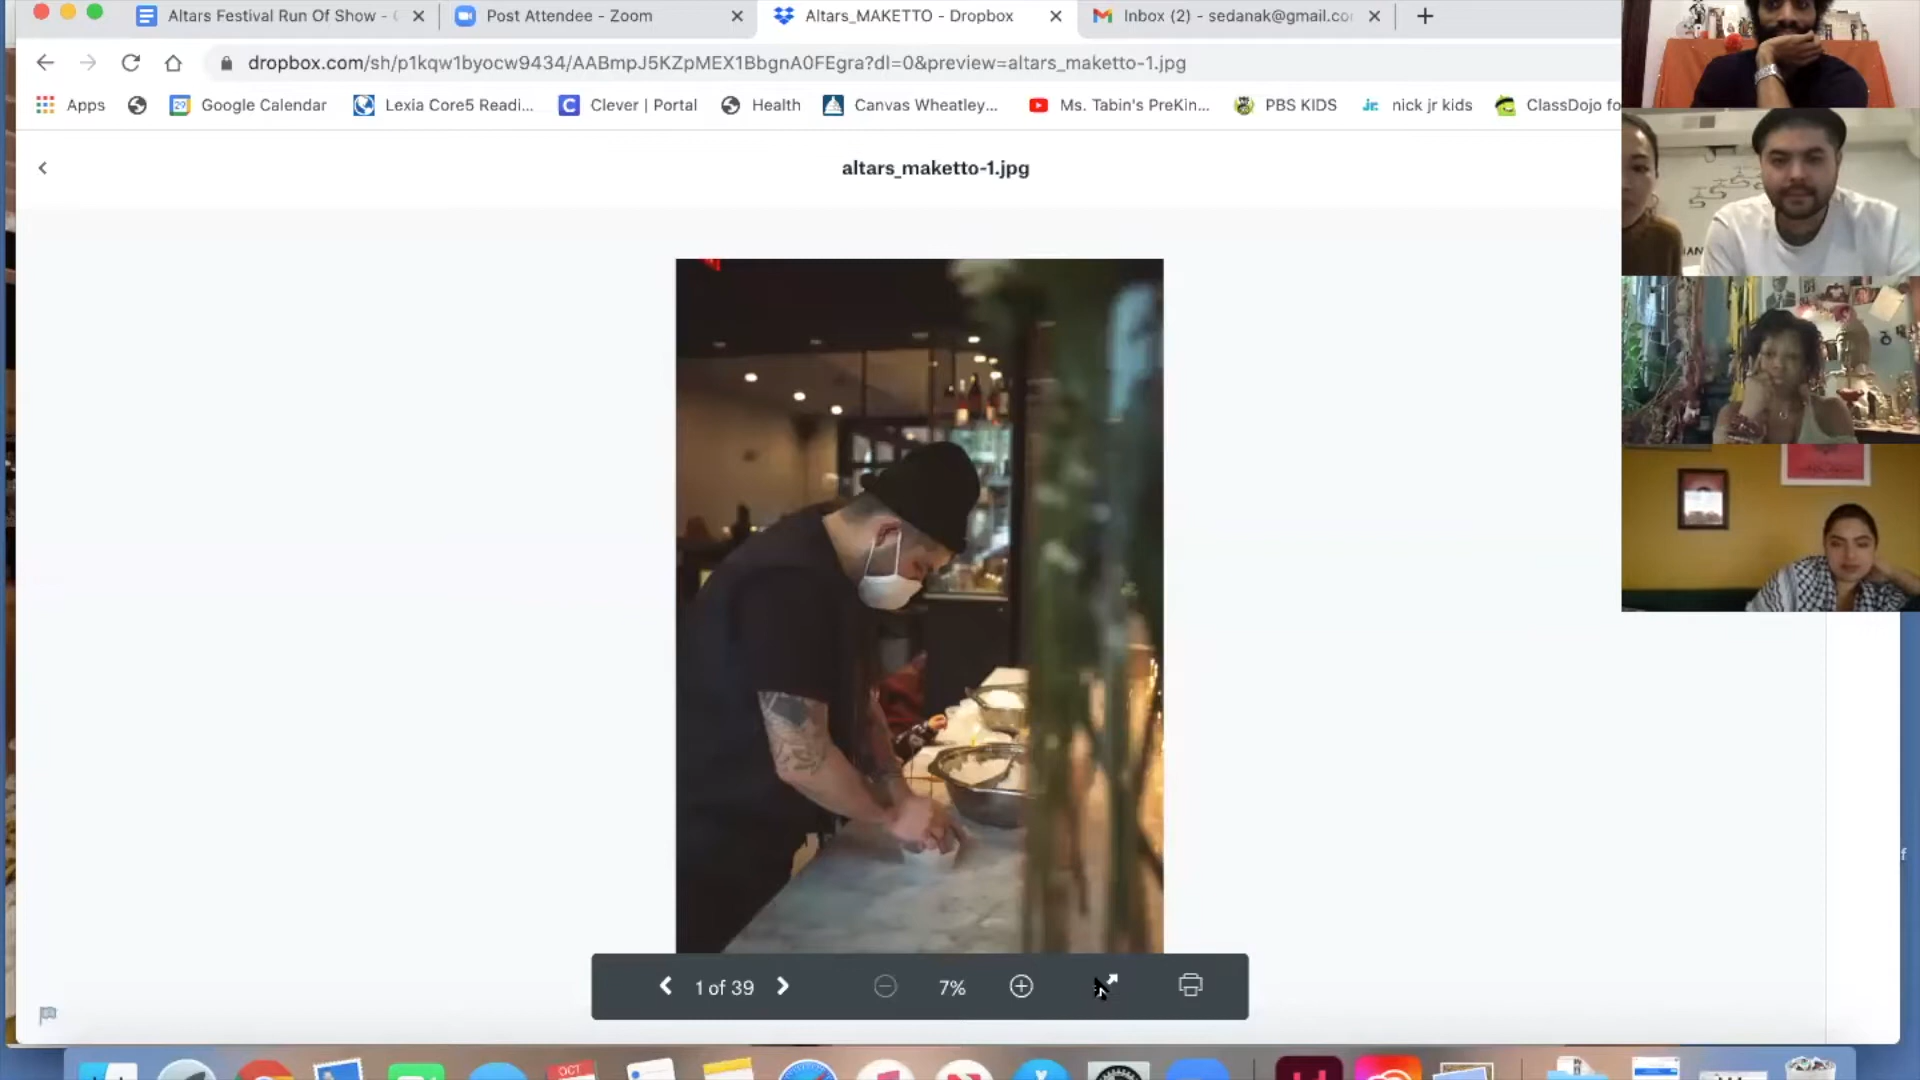 Altars Festival Run Of Show -
Post Attendee - Zoom
Altars_MAKETTO - Dropbox
Inbox (2) - sedanak@gmail.co
dropbox.com/sh/p1kqw1byocw9434/AABmpJ5KZpMEX1BbgnA0FEgra?dl=0&preview=altars_maketto-1.jpg
Apps
Google Calendar
Lexia Core5 Readi...
Clever | Portal
Health
Canvas Wheatley...
Ms. Tabin's PreKin...
PBS KIDS
nick jr kids
ClassDojo fo
altars_maketto-1.jpg
1 of 39
7%
OCT